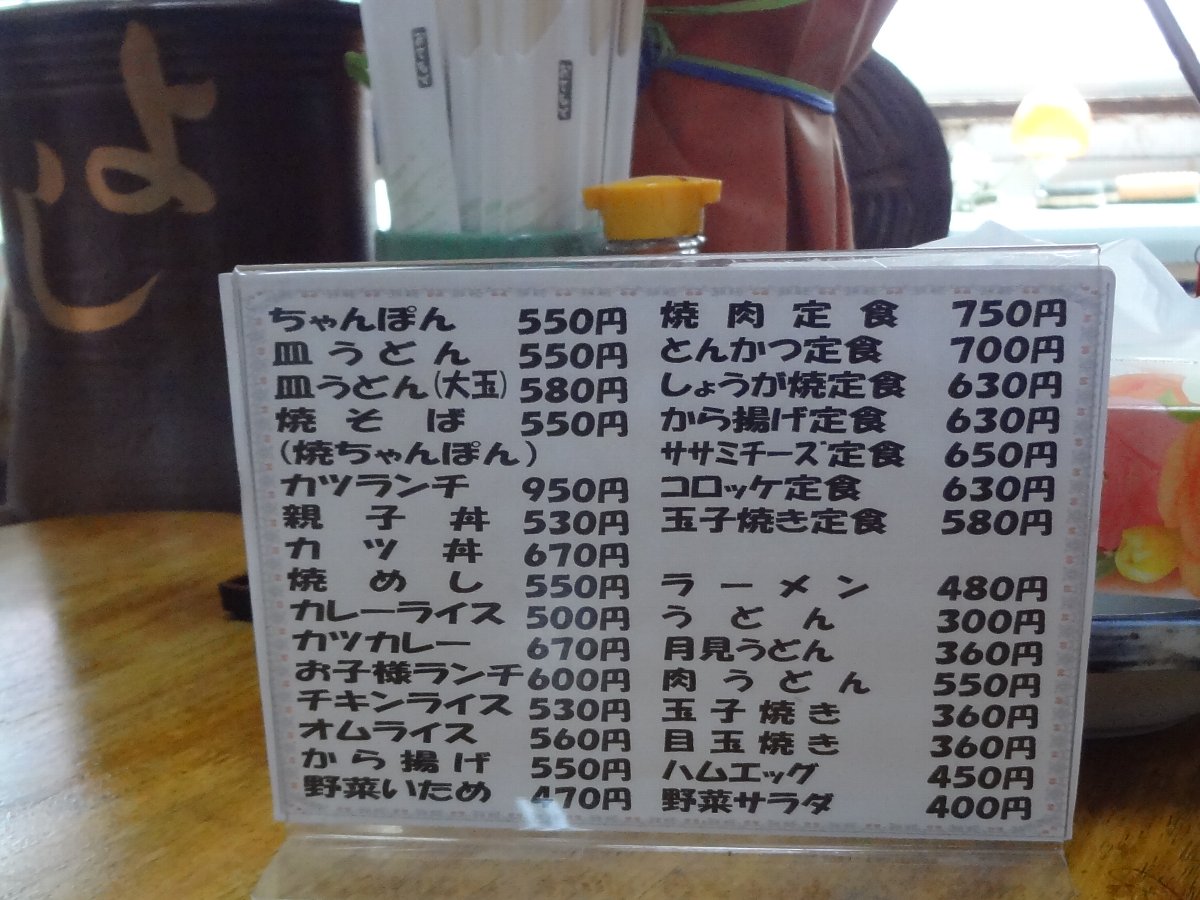 よし
ちゃんぽん 550円
皿うどん 550円
皿うどん(大玉) 580円
焼そば 550円
(焼ちゃんぽん)
カツランチ 950円
親子丼 530円
カツ丼 670円
焼めし 550円
カレーライス 500円
カツカレー 670円
お子様ランチ 600円
チキンライス 530円
オムライス 560円
から揚げ 550円
野菜いため 470円
焼肉定食 750円
とんかつ定食 700円
しょうが焼定食 630円
から揚げ定食 630円
ササミチーズ定食 650円
コロッケ定食 630円
玉子焼き定食 580円
ラーメン 480円
うどん 300円
月見うどん 360円
肉うどん 550円
玉子焼き 360円
目玉焼き 360円
ハムエッグ 450円
野菜サラダ 400円